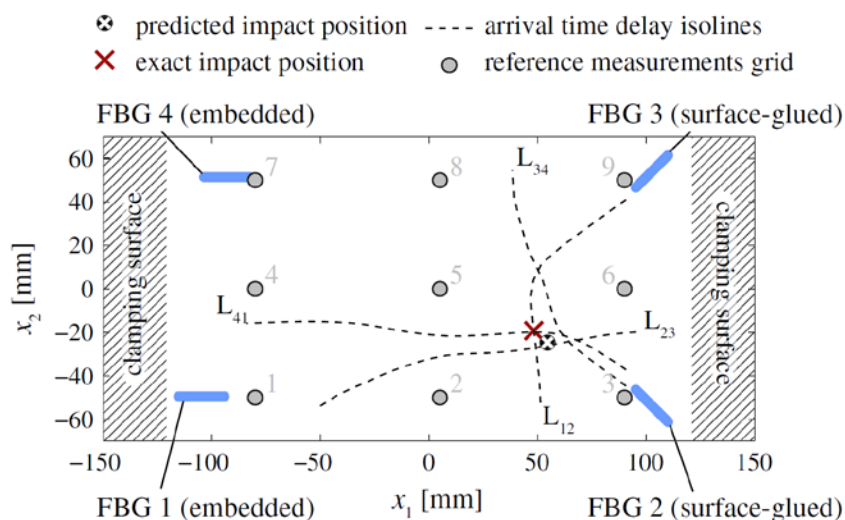 predicted impact position
arrival time delay isolines
exact impact position
reference measurements grid
FBG 4 (embedded)
FBG 3 (surface-glued)
60
40
20
0
−20
−40
−60
x₂ [mm]
clamping surface
7
8
9
L₃₄
4
5
6
L₄₁
L₂₃
1
2
3
L₁₂
clamping surface
−150
−100
−50
0
50
100
150
FBG 1 (embedded)
x₁ [mm]
FBG 2 (surface-glued)